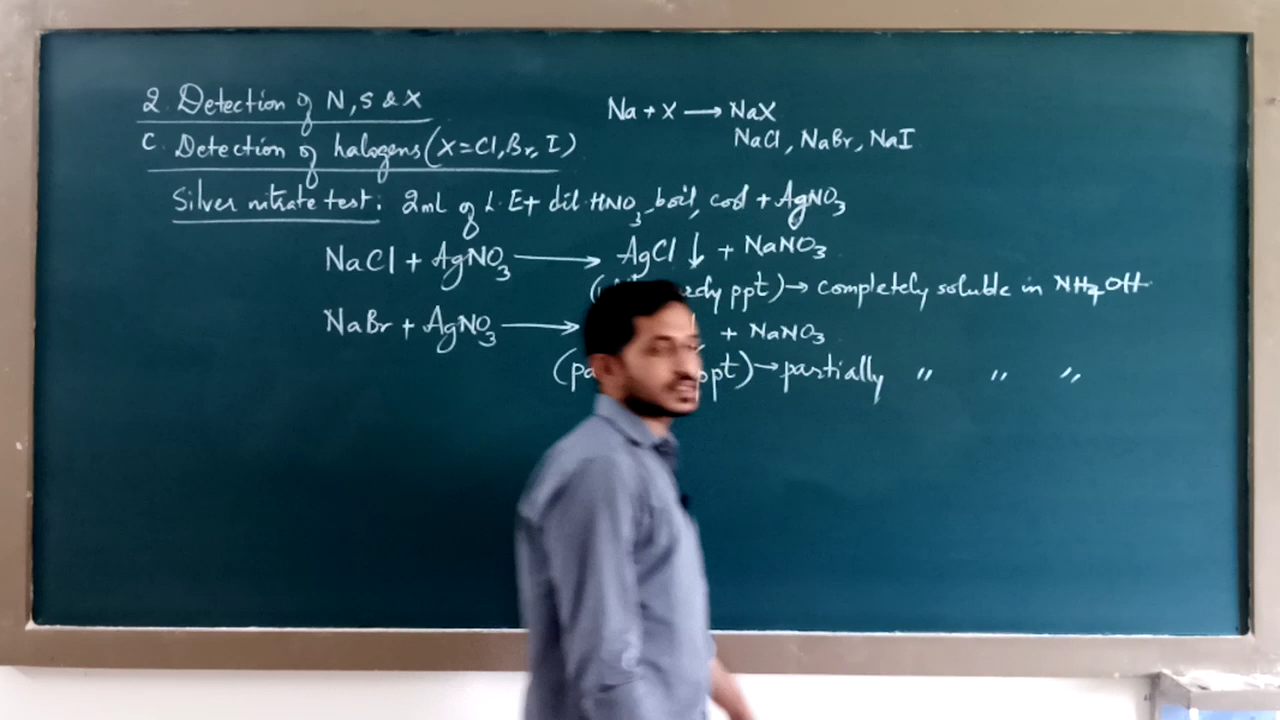 2. Detection of N, S & X
Na + X → NaX
NaCl, NaBr, NaI
C. Detection of halogens (X = Cl, Br, I)
Silver nitrate test: 2mL of L. E + dil. HNO3, boil, cool + AgNO3
NaCl + AgNO3 → AgCl ↓ + NaNO3
ppt) → completely soluble in NH4OH
NaBr + AgNO3 → ↓ + NaNO3
ppt) → partially " " "